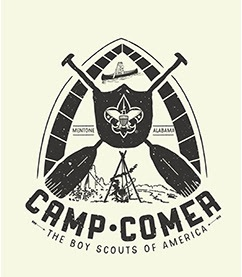 MUNTONE ALABAMA
CAMP·COMER
THE BOY SCOUTS OF AMERICA